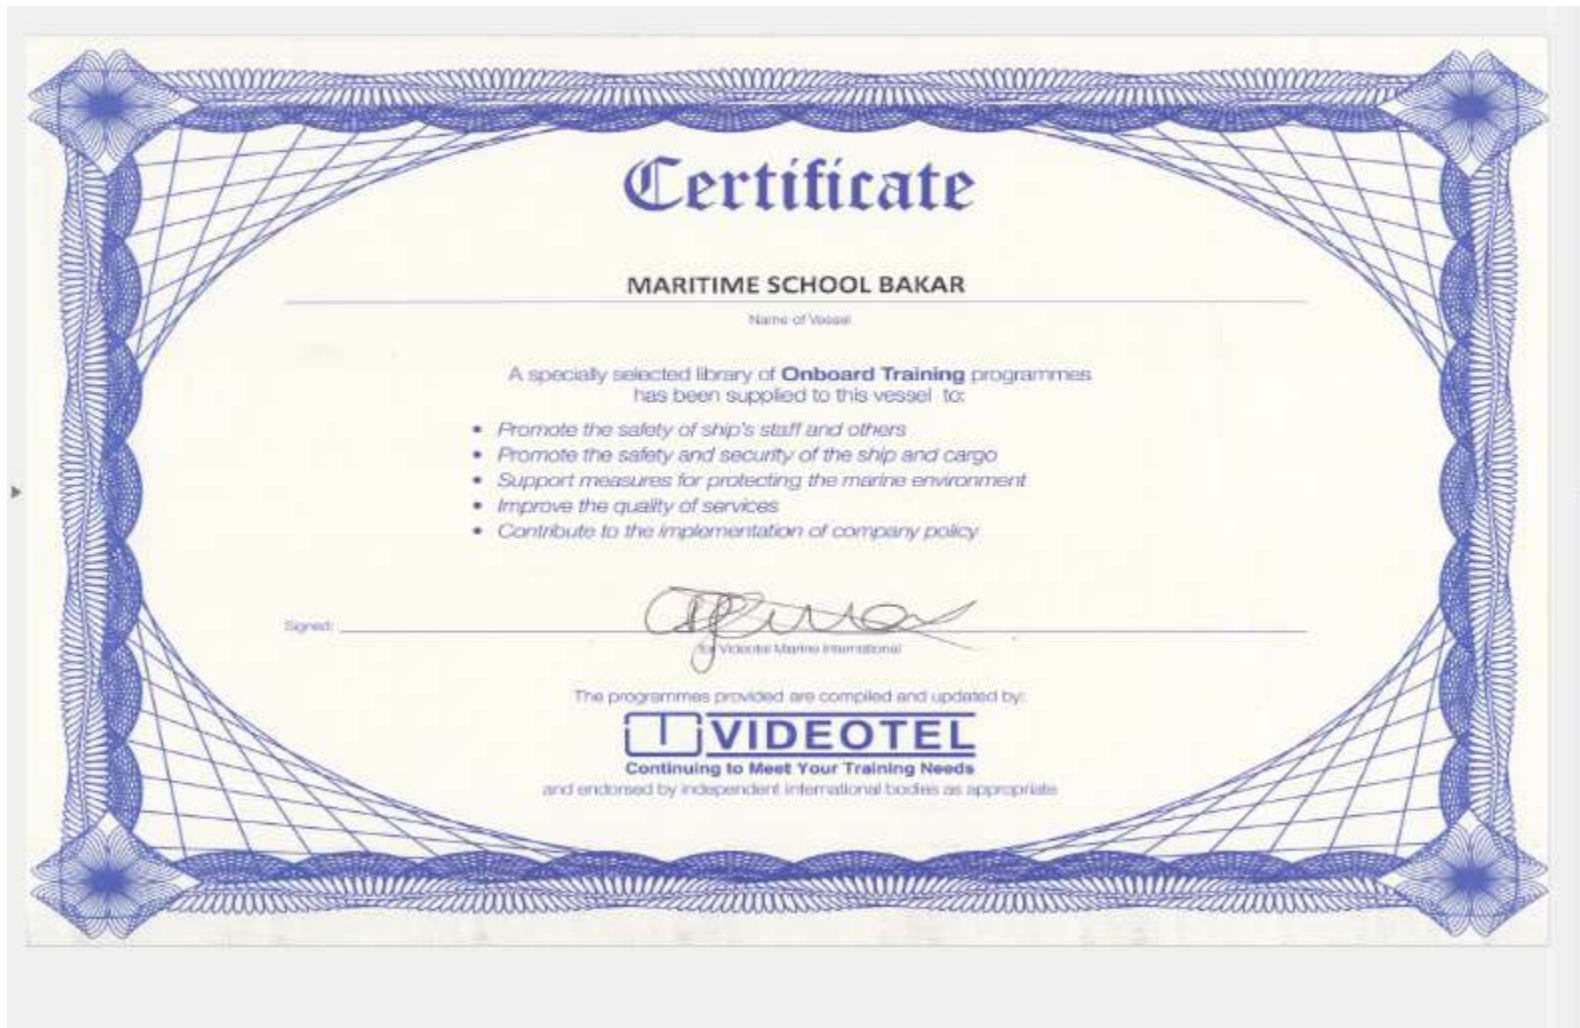 Certificate
MARITIME SCHOOL BAKAR
Name of Vessel
A specially selected library of Onboard Training programmes
has been supplied to this vessel to:
• Promote the safety of ship's staff and others
• Promote the safety and security of the ship and cargo
• Support measures for protecting the marine environment
• Improve the quality of services
• Contribute to the implementation of company policy
Signed:
for Videotel Marine International
The programmes provided are compiled and updated by:
VIDEOTEL
Continuing to Meet Your Training Needs
and endorsed by independent international bodies as appropriate